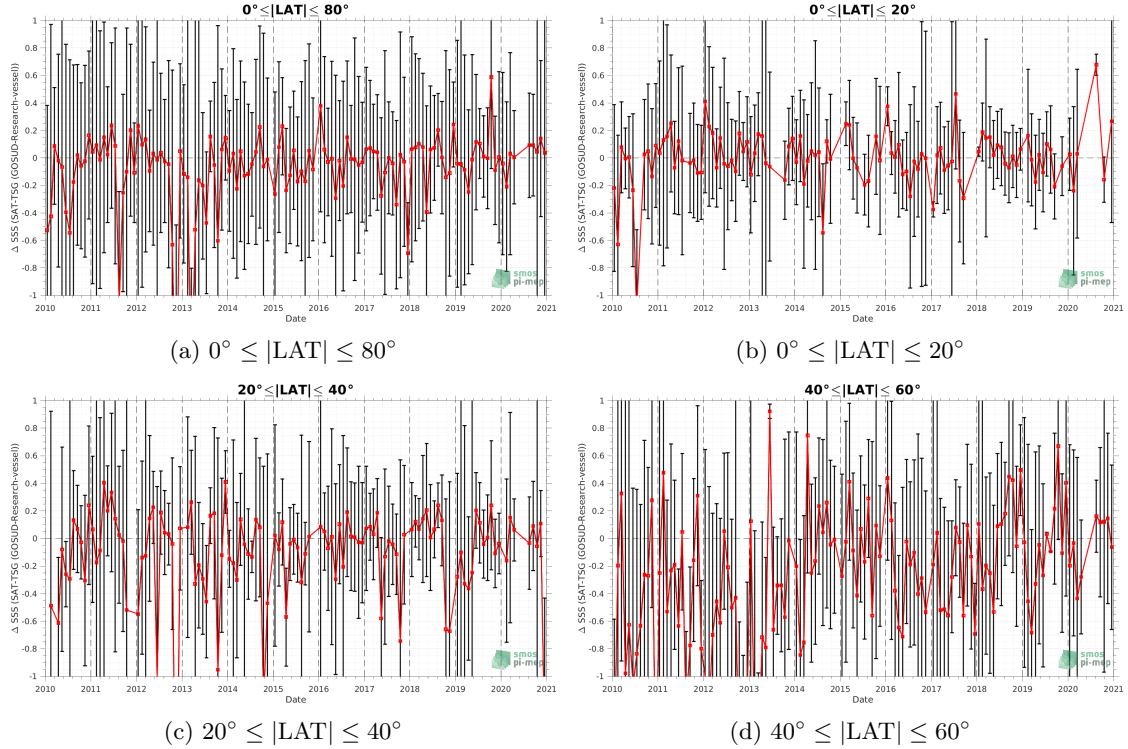 0°≤|LAT|≤ 80°
Δ SSS (SAT-TSG (GOSUD-Research-vessel))
1
0.8
0.6
0.4
0.2
0
-0.2
-0.4
-0.6
-0.8
-1
2010 2011 2012 2013 2014 2015 2016 2017 2018 2019 2020 2021
Date
smos
pi-mep
(a) 0° ≤ |LAT| ≤ 80°
0°≤|LAT|≤ 20°
Δ SSS (SAT-TSG (GOSUD-Research-vessel))
1
0.8
0.6
0.4
0.2
0
-0.2
-0.4
-0.6
-0.8
-1
2010 2011 2012 2013 2014 2015 2016 2017 2018 2019 2020 2021
Date
smos
pi-mep
(b) 0° ≤ |LAT| ≤ 20°
20°≤|LAT|≤ 40°
Δ SSS (SAT-TSG (GOSUD-Research-vessel))
1
0.8
0.6
0.4
0.2
0
-0.2
-0.4
-0.6
-0.8
-1
2010 2011 2012 2013 2014 2015 2016 2017 2018 2019 2020 2021
Date
smos
pi-mep
(c) 20° ≤ |LAT| ≤ 40°
40°≤|LAT|≤ 60°
Δ SSS (SAT-TSG (GOSUD-Research-vessel))
1
0.8
0.6
0.4
0.2
0
-0.2
-0.4
-0.6
-0.8
-1
2010 2011 2012 2013 2014 2015 2016 2017 2018 2019 2020 2021
Date
smos
pi-mep
(d) 40° ≤ |LAT| ≤ 60°